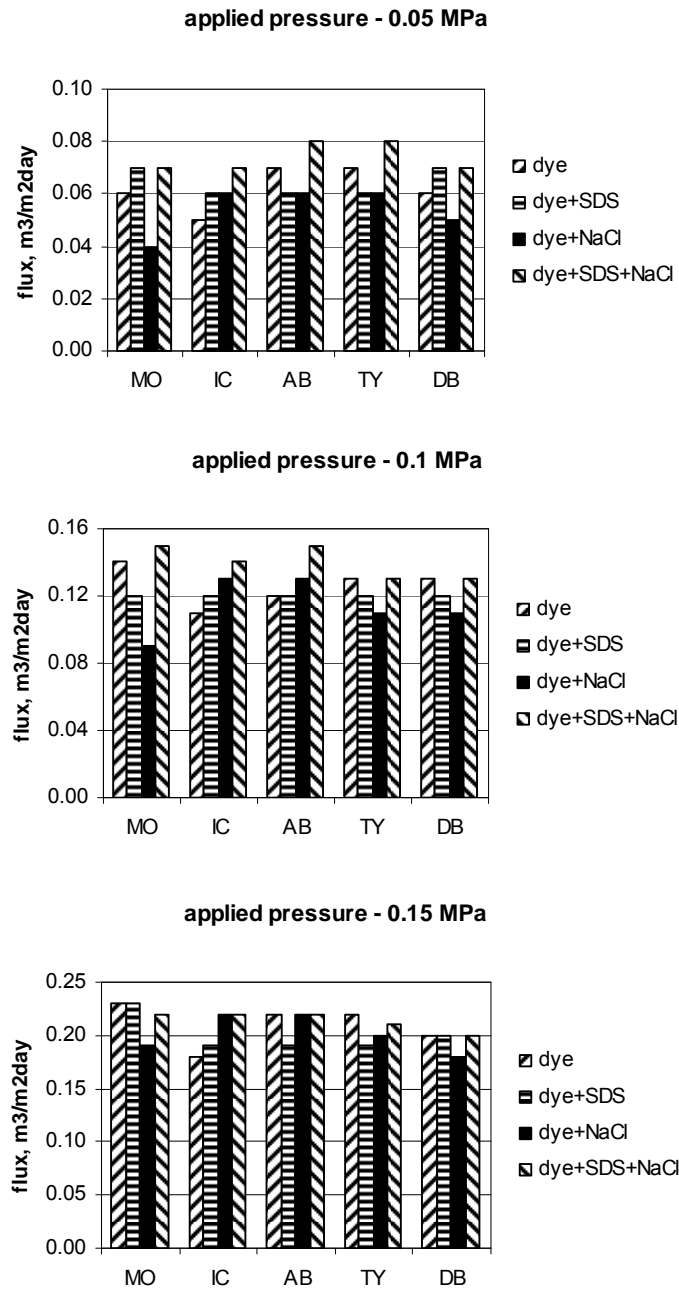 applied pressure - 0.05 MPa
flux, m3/m2day
0.10
0.08
0.06
0.04
0.02
0.00
MO IC AB TY DB
dye
dye+SDS
dye+NaCl
dye+SDS+NaCl
applied pressure - 0.1 MPa
flux, m3/m2day
0.16
0.12
0.08
0.04
0.00
MO IC AB TY DB
dye
dye+SDS
dye+NaCl
dye+SDS+NaCl
applied pressure - 0.15 MPa
flux, m3/m2day
0.25
0.20
0.15
0.10
0.05
0.00
MO IC AB TY DB
dye
dye+SDS
dye+NaCl
dye+SDS+NaCl